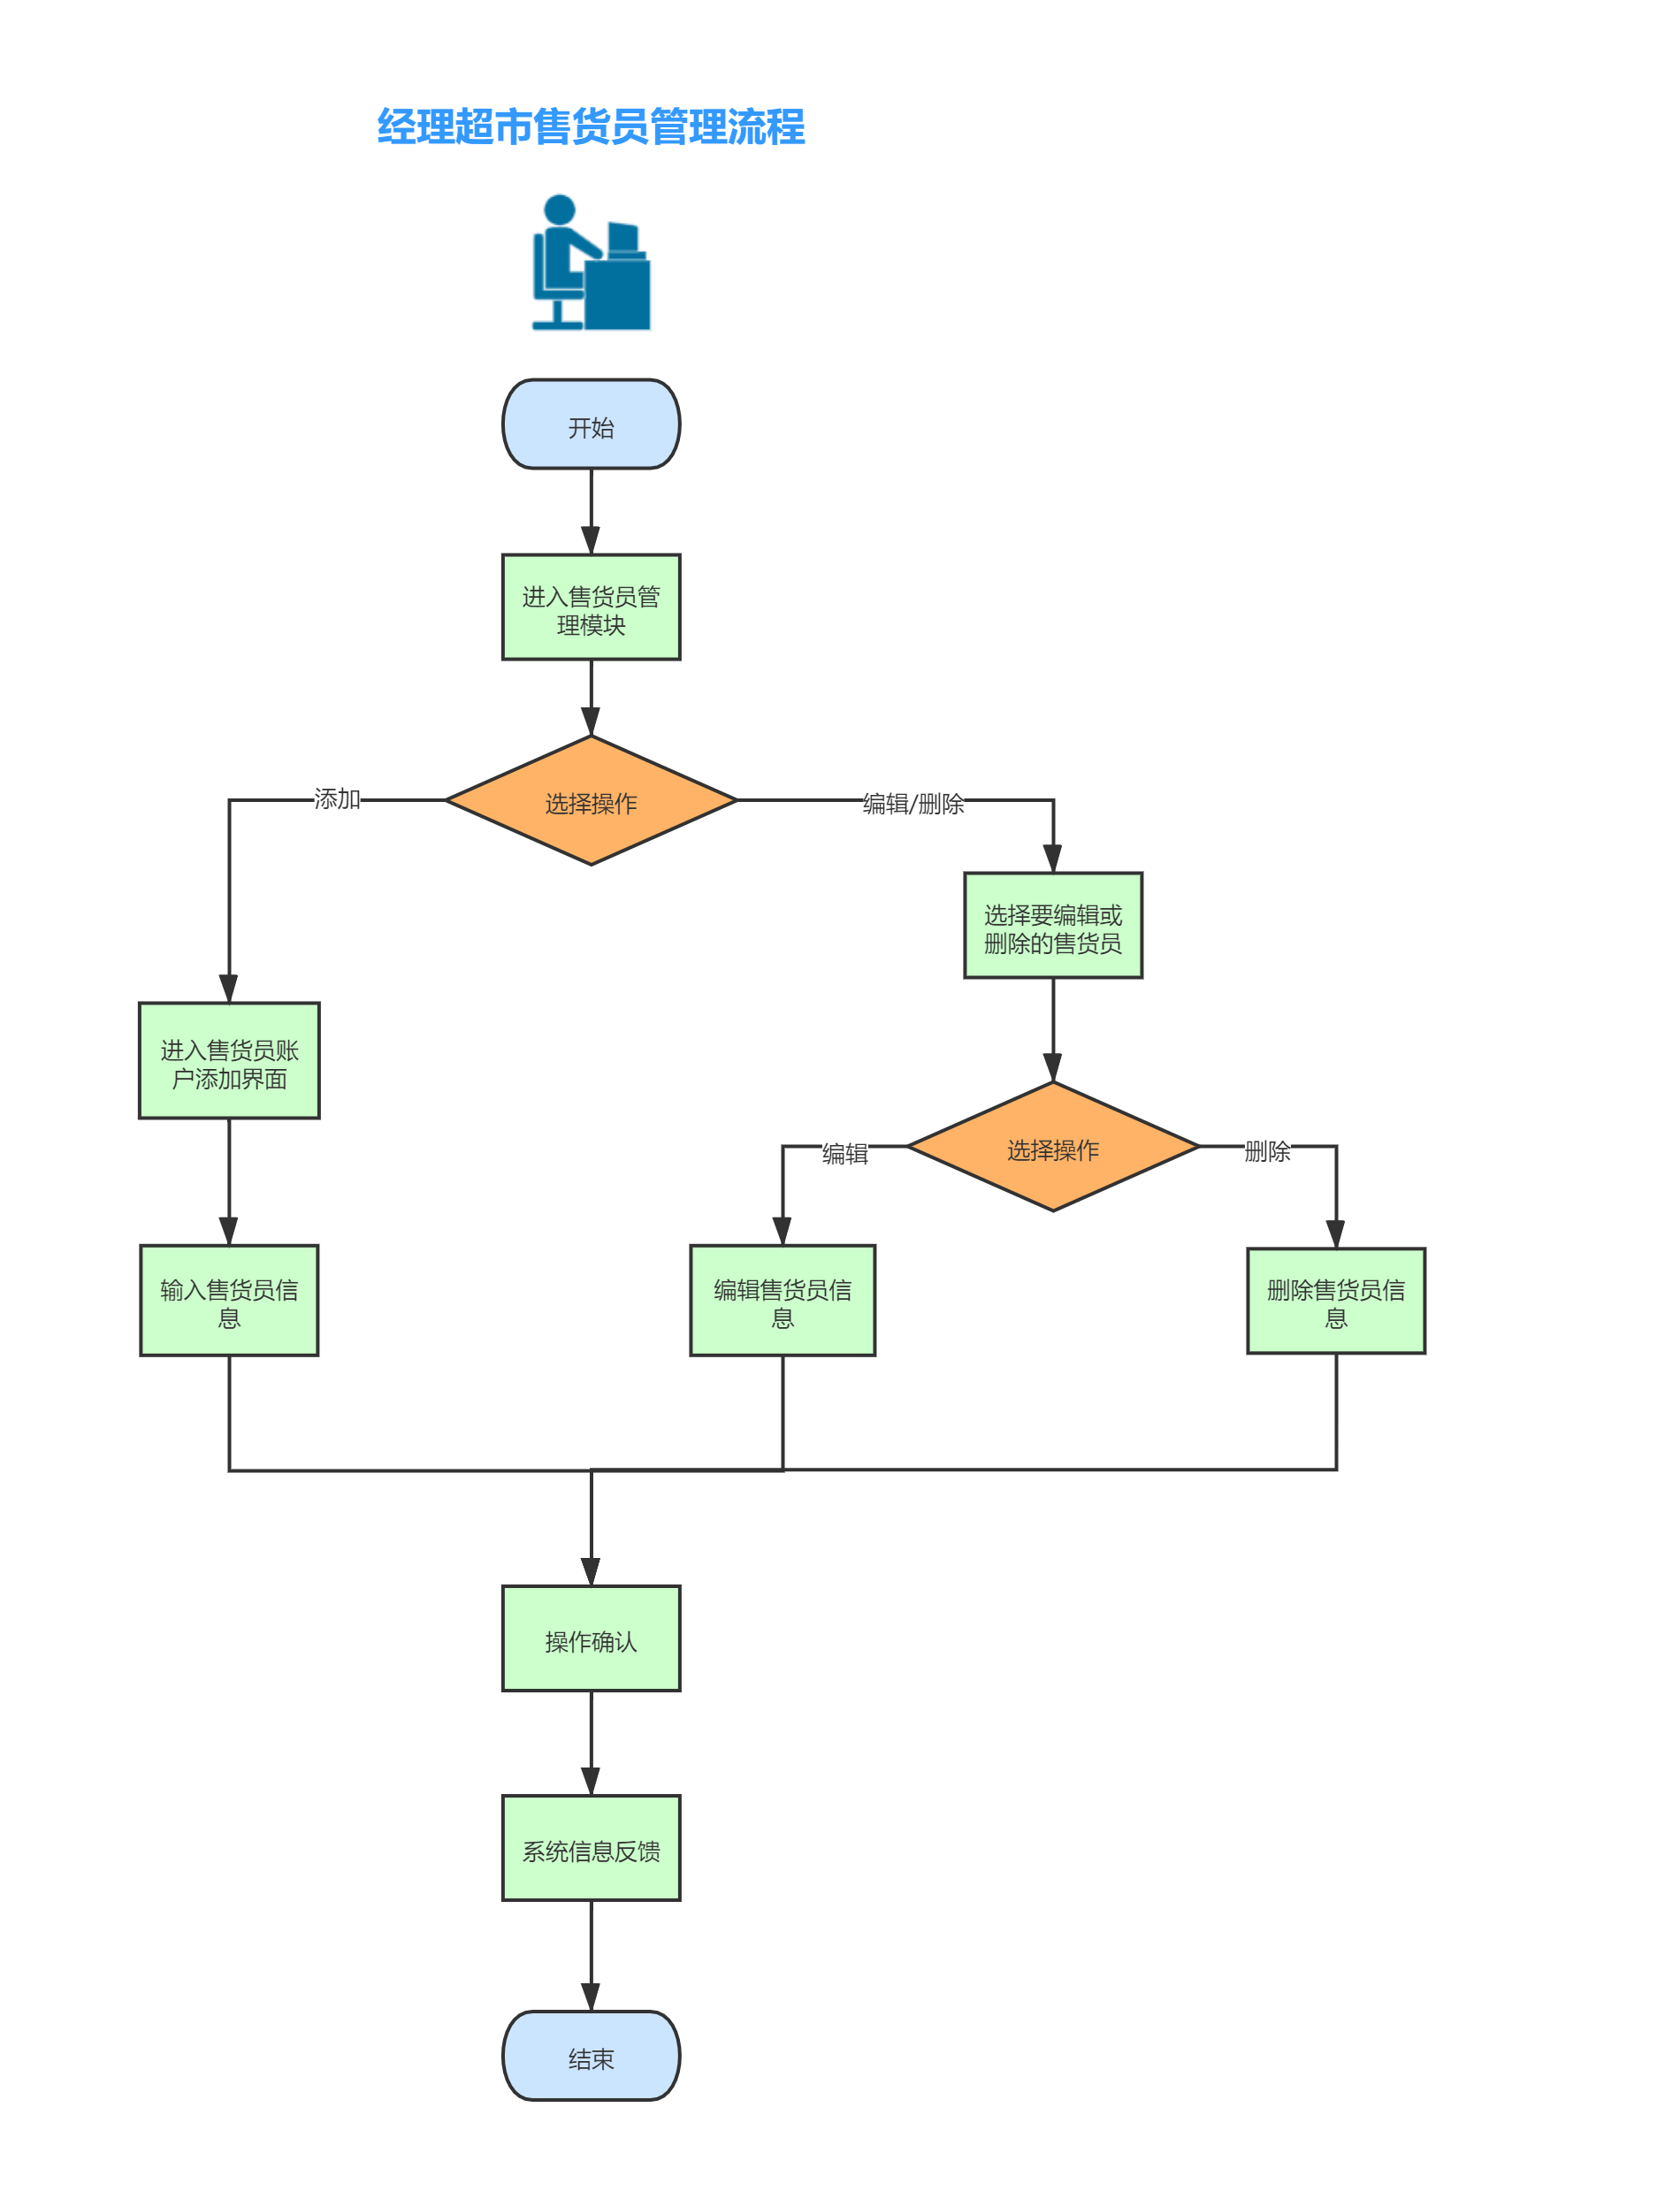 经理超市售货员管理流程
开始
进入售货员管
理模块
选择操作
添加
编辑/删除
选择要编辑或
删除的售货员
进入售货员账
户添加界面
选择操作
编辑
删除
输入售货员信
息
编辑售货员信
息
删除售货员信
息
操作确认
系统信息反馈
结束